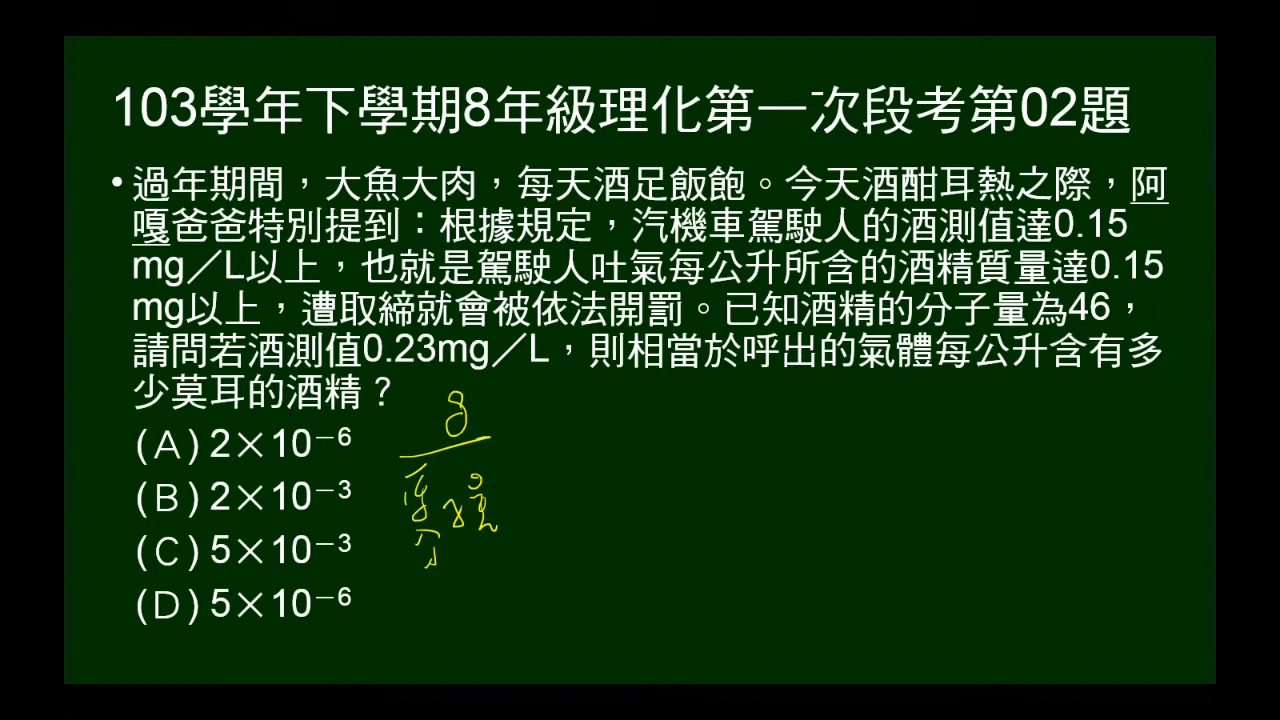 103學年下學期8年級理化第一次段考第02題
•過年期間，大魚大肉，每天酒足飯飽。今天酒酣耳熱之際，阿
嘎爸爸特別提到：根據規定，汽機車駕駛人的酒測值達0.15
mg／L以上，也就是駕駛人吐氣每公升所含的酒精質量達0.15
mg以上，遭取締就會被依法開罰。已知酒精的分子量為46，
請問若酒測值0.23mg／L，則相當於呼出的氣體每公升含有多
少莫耳的酒精？
(Ａ) 2×10⁻⁶
(Ｂ) 2×10⁻³
(Ｃ) 5×10⁻³
(Ｄ) 5×10⁻⁶
g